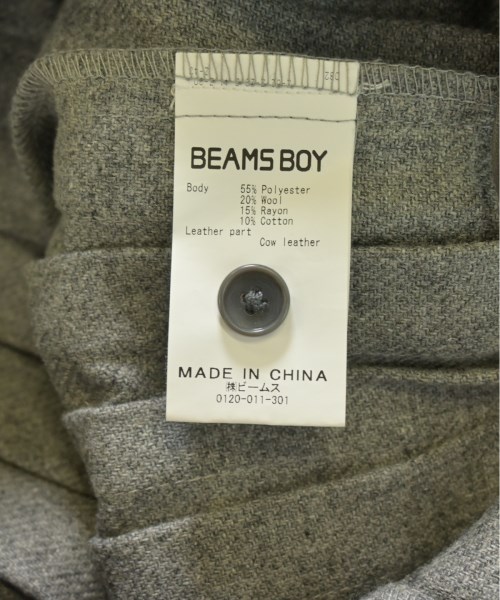 BEAMS BOY
Body 55% Polyester
20% Wool
15% Rayon
10% Cotton
Leather part
Cow leather
MADE IN CHINA
㈱ビームス
0120-011-301